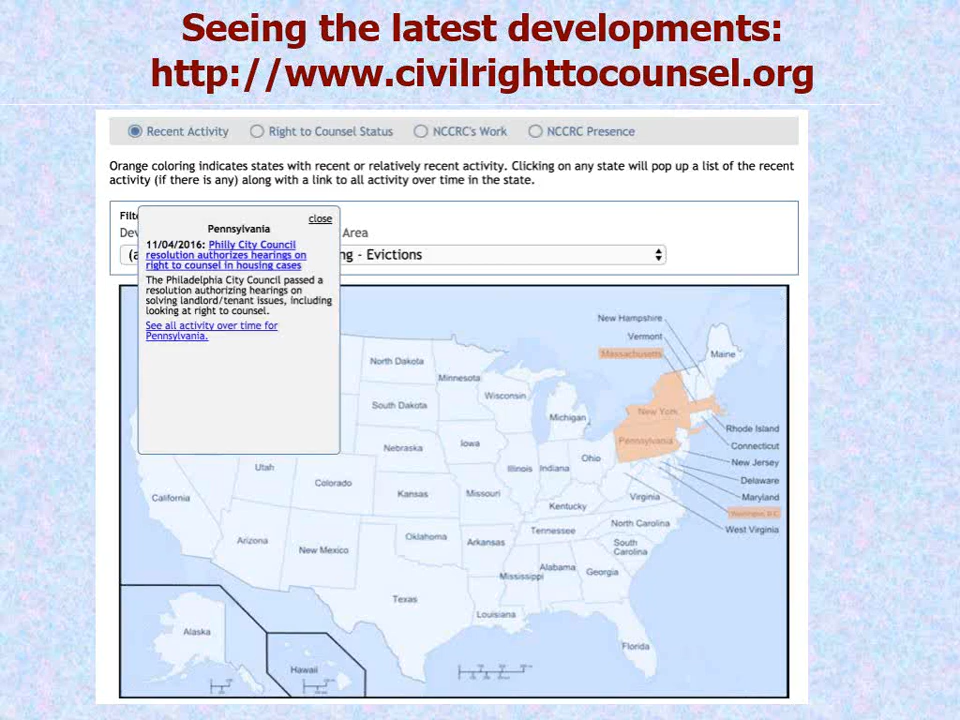 Seeing the latest developments:
http://www.civilrighttocounsel.org
Recent Activity Right to Counsel Status NCCRC's Work NCCRC Presence
Orange coloring indicates states with recent or relatively recent activity. Clicking on any state will pop up a list of the recent
activity (if there is any) along with a link to all activity over time in the state.
Filt
close
Pennsylvania
Dev
Area
11/04/2016: Philly City Council
resolution authorizes hearings on
right to counsel in housing cases
(a
ng - Evictions
The Philadelphia City Council passed a
resolution authorizing hearings on
solving landlord/tenant issues, including
looking at right to counsel.
See all activity over time for
Pennsylvania.
New Hampshire
Vermont
Massachusetts
Maine
North Dakota
Minnesota
Wisconsin
South Dakota
Michigan
New York
Rhode Island
Nebraska
Iowa
Pennsylvania
Connecticut
Ohio
New Jersey
Utah
Illinois
Indiana
Delaware
Colorado
California
Kansas
Missouri
Virginia
Maryland
Kentucky
Washington, D.C.
West Virginia
North Carolina
Tennessee
Oklahoma
Arkansas
Arizona
New Mexico
South
Carolina
Alabama
Georgia
Mississippi
Texas
Louisiana
Alaska
Florida
Hawaii